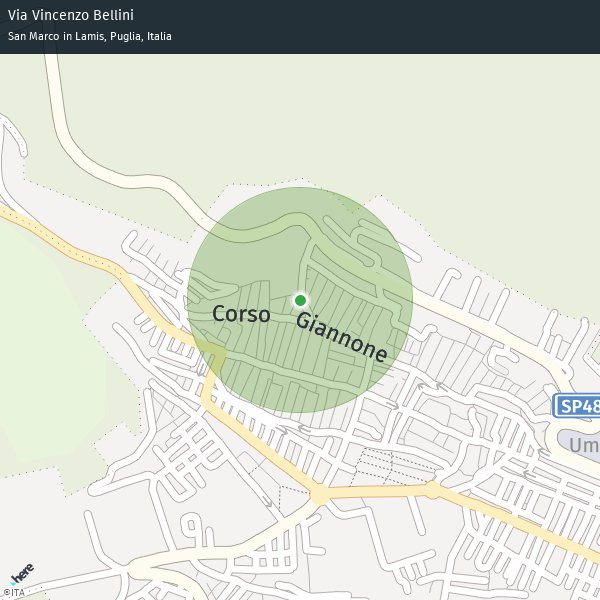 Via Vincenzo Bellini
San Marco in Lamis, Puglia, Italia
Corso Giannone
SP48
Um
here
©ITA